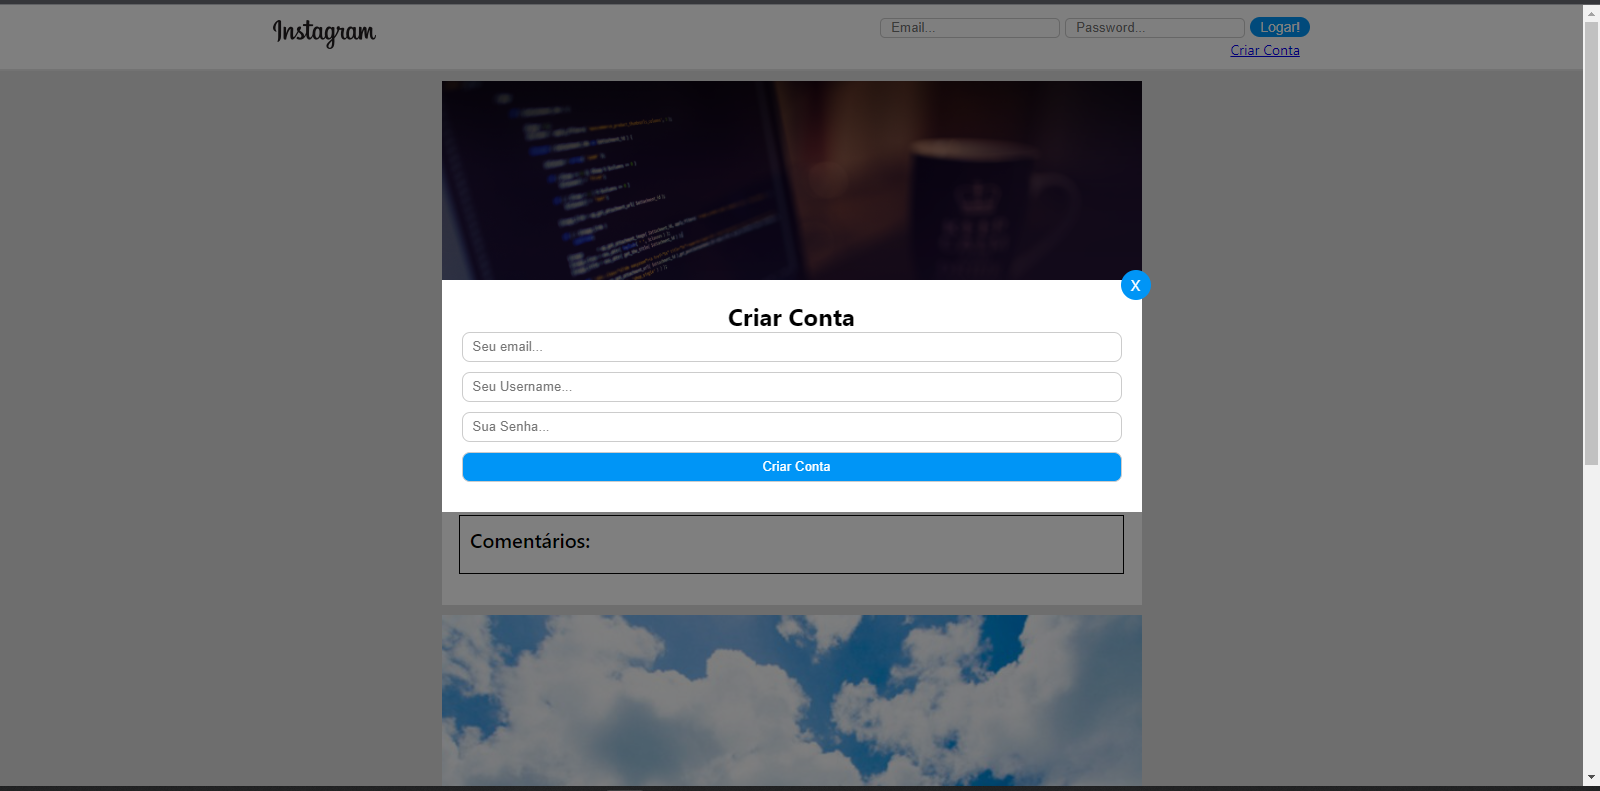 Instagram
Email...
Password...
Logar!
Criar Conta
X
Criar Conta
Seu email...
Seu Username...
Sua Senha...
Criar Conta
Comentários: